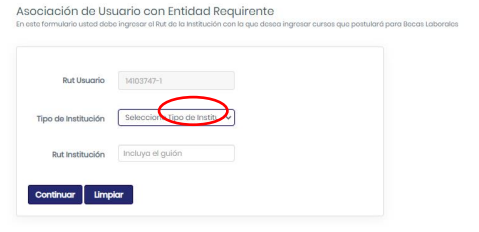 Asociación de Usuario con Entidad Requirente
En este formulario usted debe ingresar el Rut de la Institución con la que desea ingresar cursos que postulará para Becas Laborales
Rut Usuario
14103747-1
Tipo de Institución
Seleccione Tipo de Instit
Rut Institución
Incluya el guión
Continuar
Limpiar